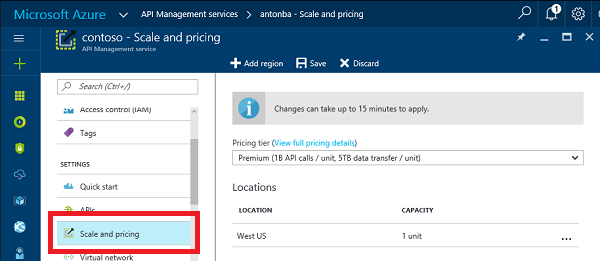 Microsoft Azure API Management services > antonba - Scale and pricing 1
contoso - Scale and pricing
API Management service
Search (Ctrl+/)
Add region Save Discard
Access control (IAM)
Tags
SETTINGS
Quick start
APIs
Scale and pricing
Virtual network
Changes can take up to 15 minutes to apply.
Pricing tier (View full pricing details)
Premium (1B API calls / unit, 5TB data transfer / unit)
Locations
LOCATION CAPACITY
West US 1 unit ...